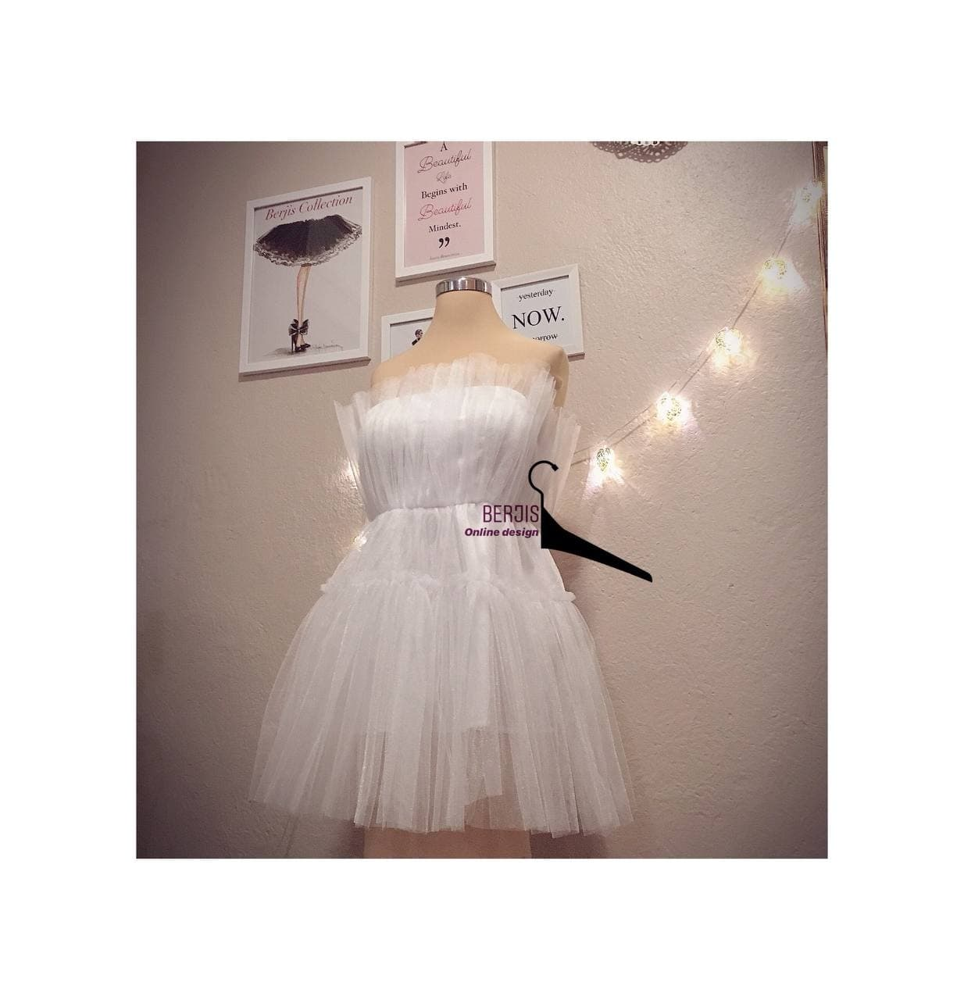 Berjis Collection
A
Beautiful
Life
Begins with
Beautiful
Mindest.
”
yesterday
NOW.
BERJIS
Online design